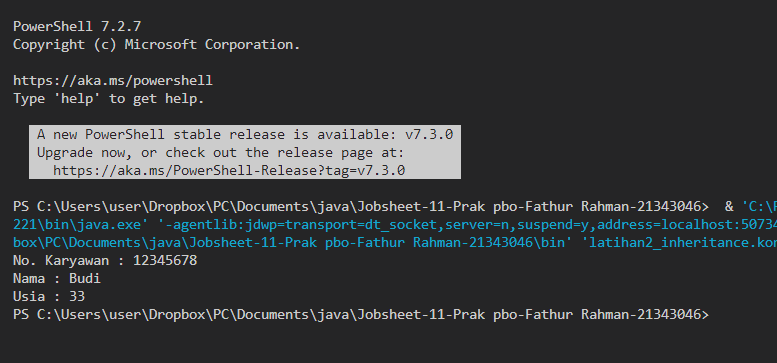 PowerShell 7.2.7
Copyright (c) Microsoft Corporation.
https://aka.ms/powershell
Type 'help' to get help.
A new PowerShell stable release is available: v7.3.0
Upgrade now, or check out the release page at:
https://aka.ms/PowerShell-Release?tag=v7.3.0
PS C:\Users\user\Dropbox\PC\Documents\java\Jobsheet-11-Prak pbo-Fathur Rahman-21343046>  & 'C:\
221\bin\java.exe' '-agentlib:jdwp=transport=dt_socket,server=n,suspend=y,address=localhost:50734
box\PC\Documents\java\Jobsheet-11-Prak pbo-Fathur Rahman-21343046\bin' 'latihan2_inheritance.kon
No. Karyawan : 12345678
Nama : Budi
Usia : 33
PS C:\Users\user\Dropbox\PC\Documents\java\Jobsheet-11-Prak pbo-Fathur Rahman-21343046>